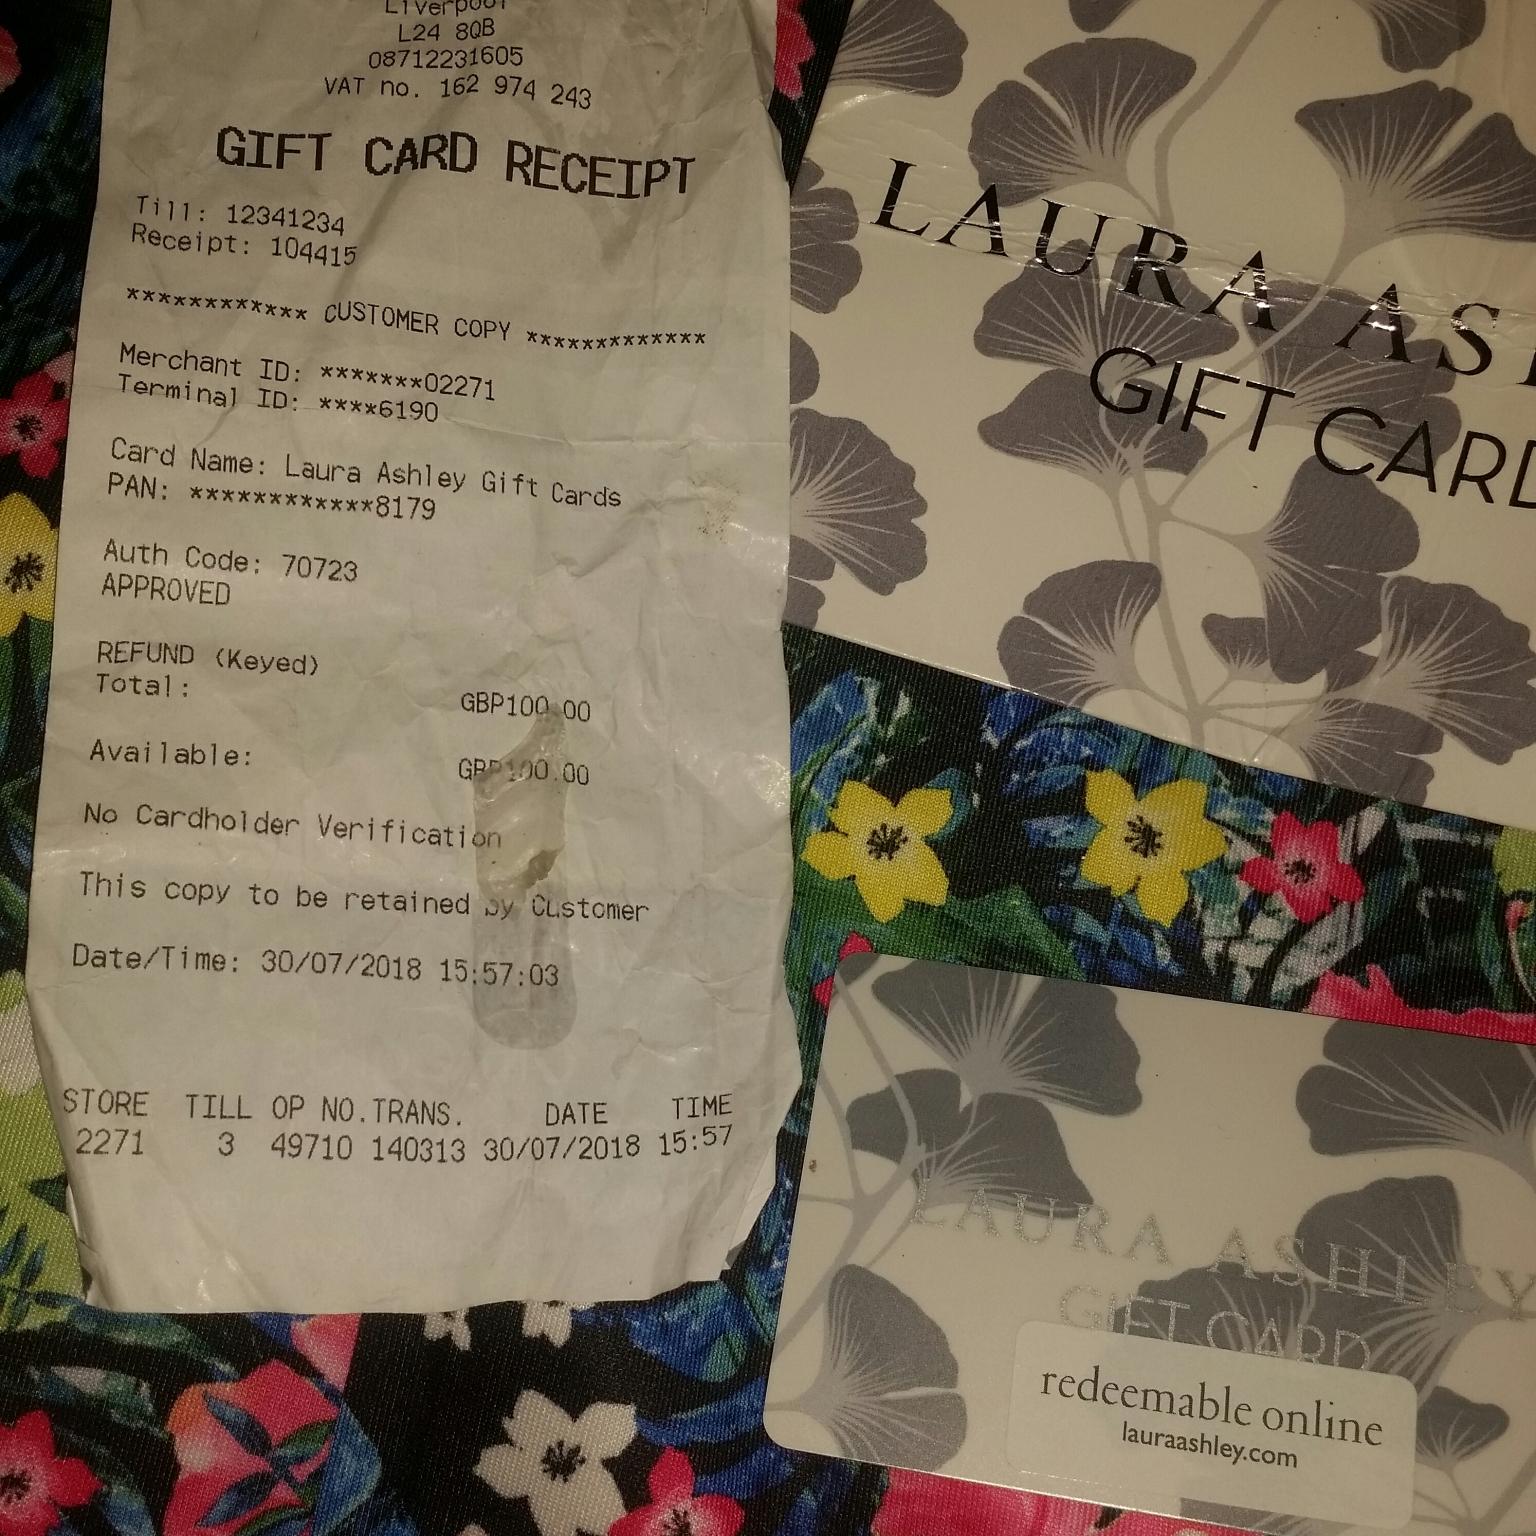 Liverpool
L24 8QB
08712231605
VAT no. 162 974 243
GIFT CARD RECEIPT
Till: 12341234
Receipt: 104415
************ CUSTOMER COPY ************
Merchant ID: *******02271
Terminal ID: ****6190
Card Name: Laura Ashley Gift Cards
PAN: ************8179
Auth Code: 70723
APPROVED
REFUND (Keyed)
Total: GBP100.00
Available: GBP100.00
No Cardholder Verification
This copy to be retained by Customer
Date/Time: 30/07/2018 15:57:03
STORE TILL OP NO.TRANS. DATE TIME
2271 3 49710 140313 30/07/2018 15:57
LAURA AS
GIFT CARD
LAURA ASHLEY
GIFT CARD
redeemable online
lauraashley.com